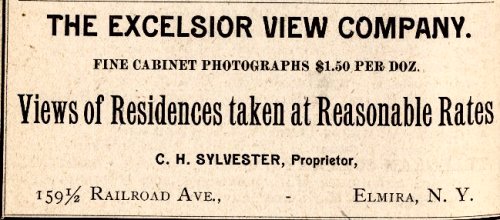 THE EXCELSIOR VIEW COMPANY.
FINE CABINET PHOTOGRAPHS $1.50 PER DOZ.
Views of Residences taken at Reasonable Rates
C. H. SYLVESTER, Proprietor,
159½ RAILROAD AVE., - ELMIRA, N. Y.